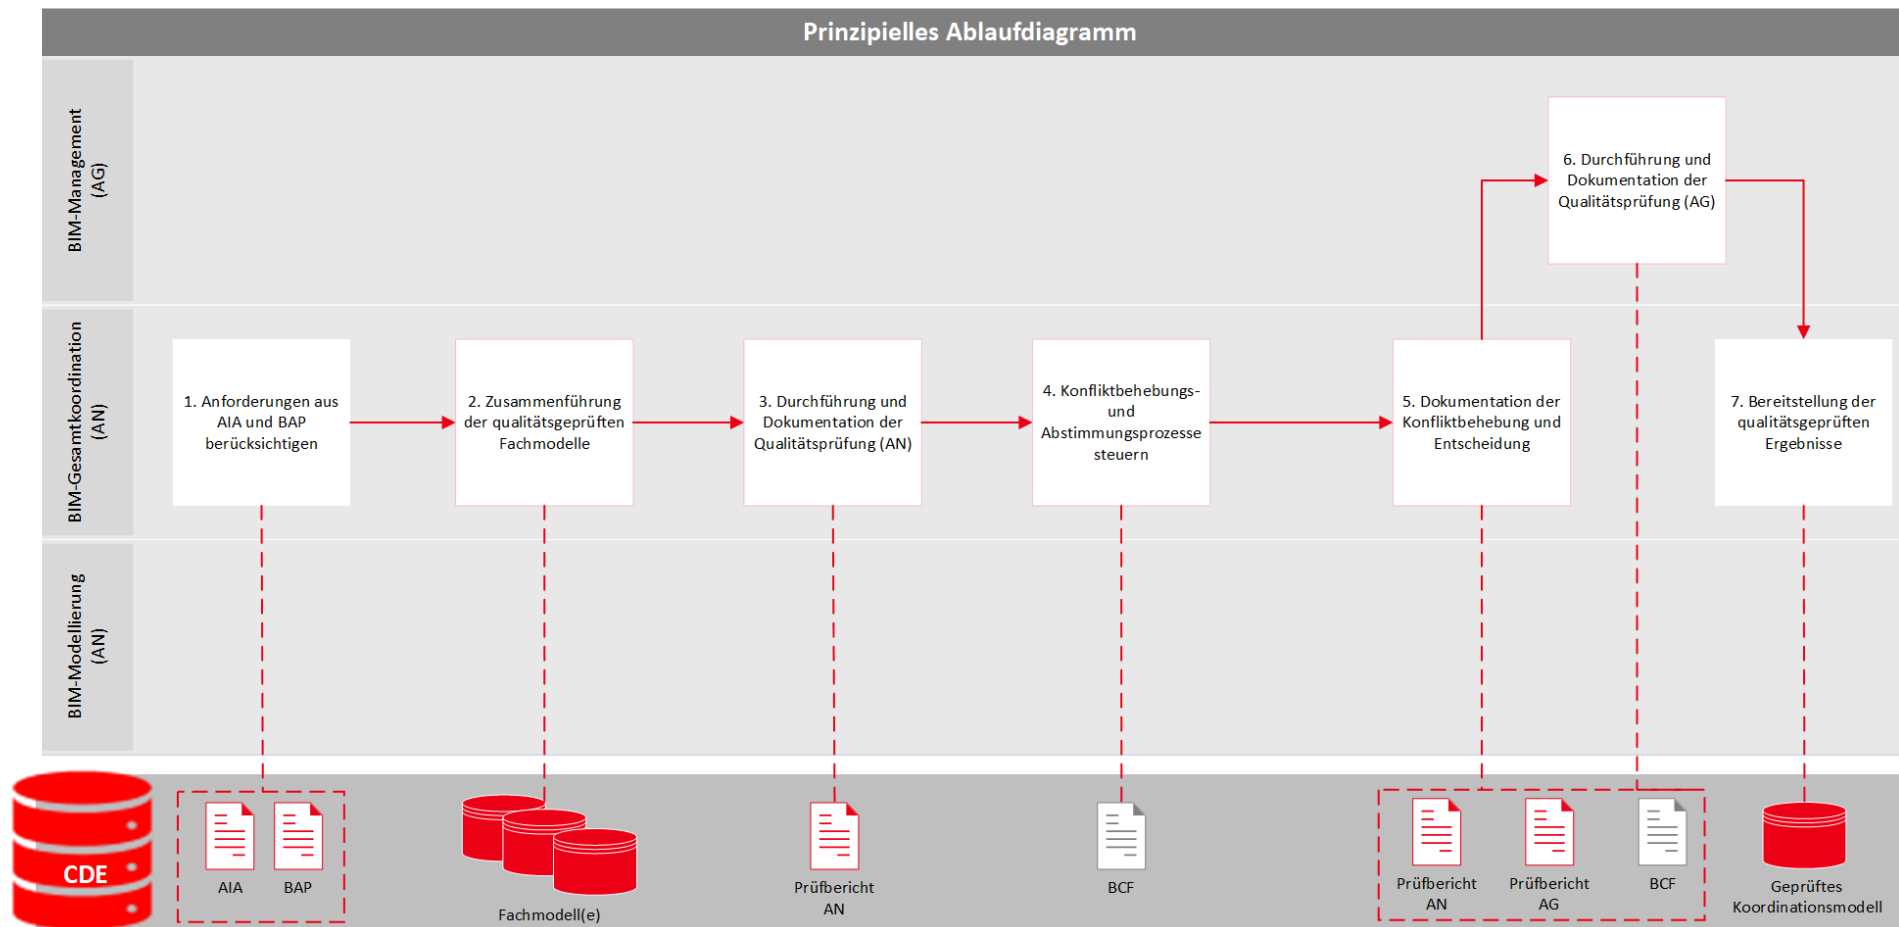 Prinzipielles Ablaufdiagramm
BIM-Management
(AG)
6. Durchführung und
Dokumentation der
Qualitätsprüfung (AG)
BIM-Gesamtkoordination
(AN)
1. Anforderungen aus
AIA und BAP
berücksichtigen
2. Zusammenführung
der qualitätsgeprüften
Fachmodelle
3. Durchführung und
Dokumentation der
Qualitätsprüfung (AN)
4. Konfliktbehebungs-
und
Abstimmungsprozesse
steuern
5. Dokumentation der
Konfliktbehebung und
Entscheidung
7. Bereitstellung der
qualitätsgeprüften
Ergebnisse
BIM-Modellierung
(AN)
CDE
AIA
BAP
Fachmodell(e)
Prüfbericht
AN
BCF
Prüfbericht
AN
Prüfbericht
AG
BCF
Geprüftes
Koordinationsmodell